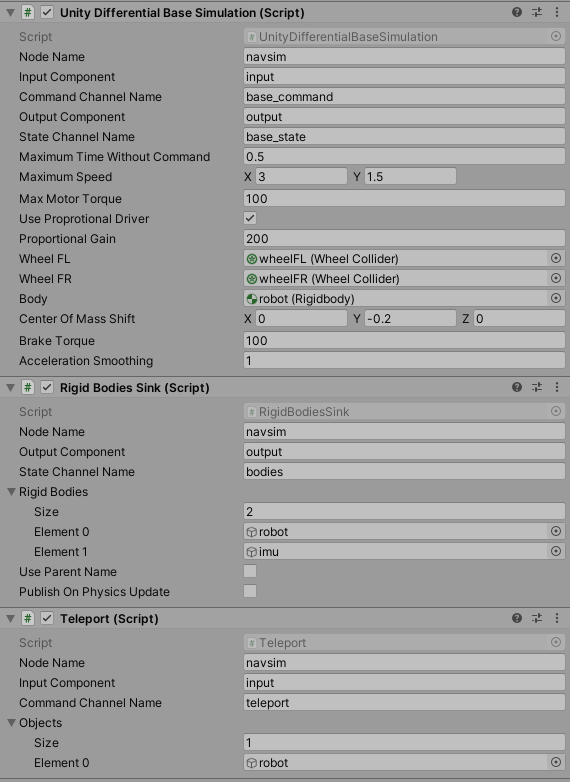 Unity Differential Base Simulation (Script)
Script UnityDifferentialBaseSimulation
Node Name navsim
Input Component input
Command Channel Name base_command
Output Component output
State Channel Name base_state
Maximum Time Without Command 0.5
Maximum Speed X 3 Y 1.5
Max Motor Torque 100
Use Proprotional Driver
Proportional Gain 200
Wheel FL wheelFL (Wheel Collider)
Wheel FR wheelFR (Wheel Collider)
Body robot (Rigidbody)
Center Of Mass Shift X 0 Y -0.2 Z 0
Brake Torque 100
Acceleration Smoothing 1
Rigid Bodies Sink (Script)
Script RigidBodiesSink
Node Name navsim
Output Component output
State Channel Name bodies
Rigid Bodies
Size 2
Element 0 robot
Element 1 imu
Use Parent Name
Publish On Physics Update
Teleport (Script)
Script Teleport
Node Name navsim
Input Component input
Command Channel Name teleport
Objects
Size 1
Element 0 robot